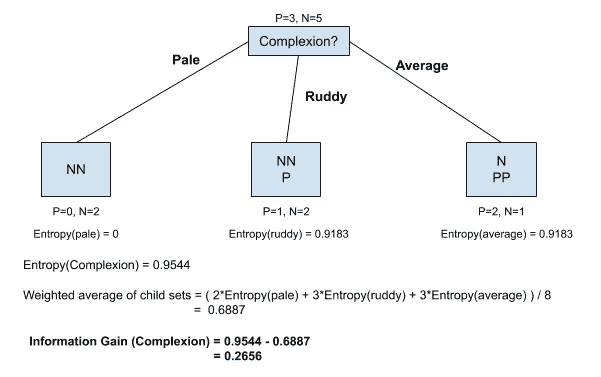 P=3, N=5
Complexion?
Pale
Average
Ruddy
NN
NN
P
N
PP
P=0, N=2
P=1, N=2
P=2, N=1
Entropy(pale) = 0
Entropy(ruddy) = 0.9183
Entropy(average) = 0.9183
Entropy(Complexion) = 0.9544
Weighted average of child sets = ( 2*Entropy(pale) + 3*Entropy(ruddy) + 3*Entropy(average) ) / 8
= 0.6887
Information Gain (Complexion) = 0.9544 - 0.6887
= 0.2656